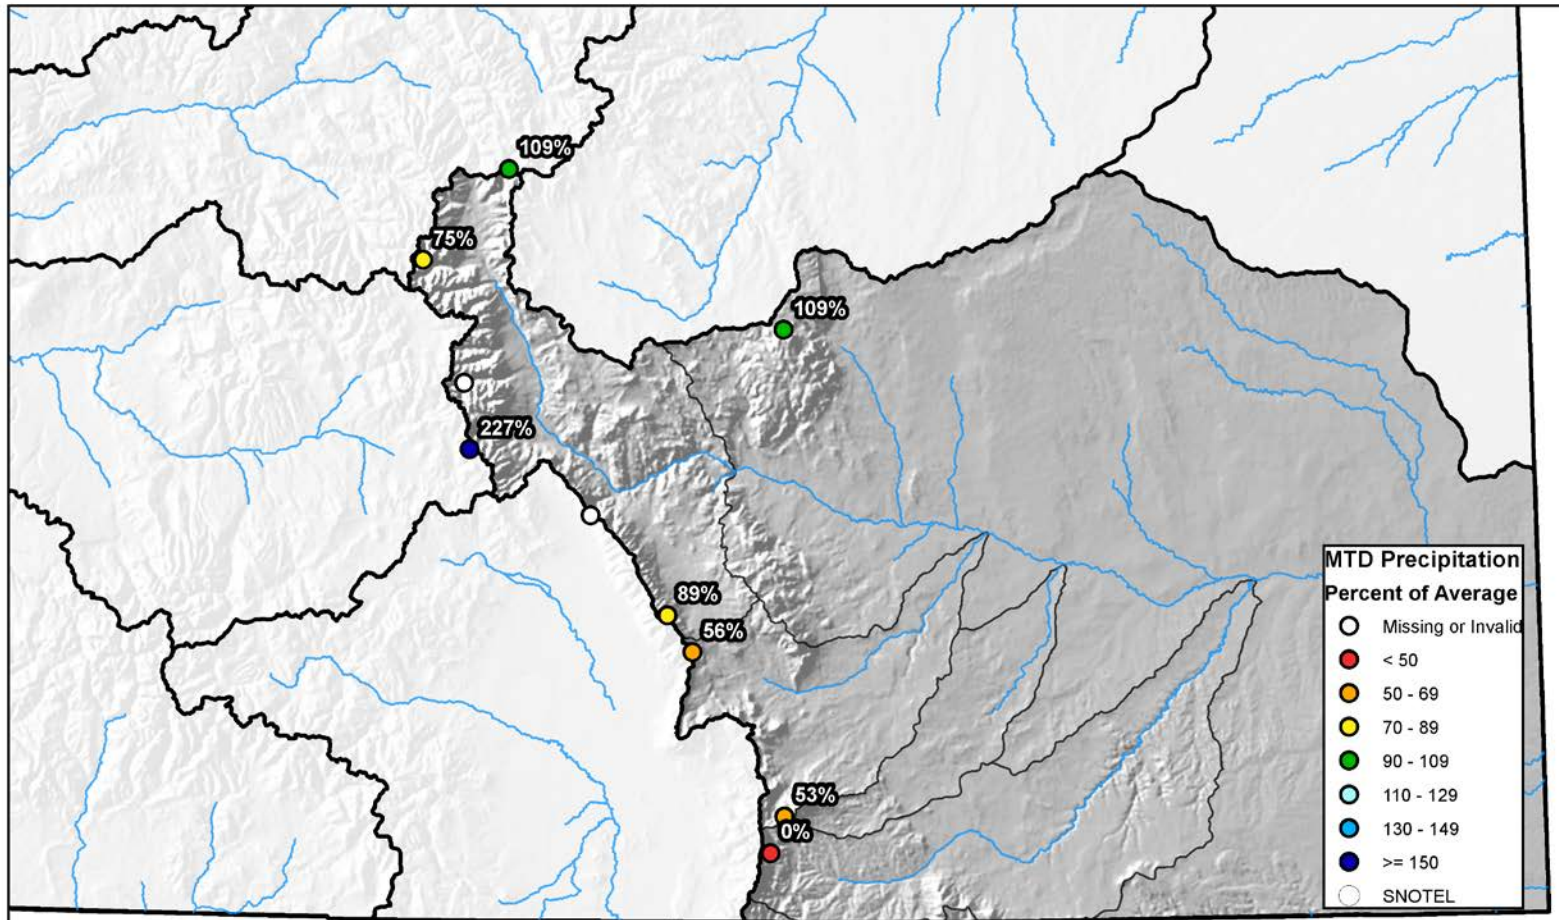 109%
75%
109%
227%
89%
56%
53%
0%
MTD Precipitation
Percent of Average
Missing or Invalid
< 50
50 - 69
70 - 89
90 - 109
110 - 129
130 - 149
>= 150
SNOTEL